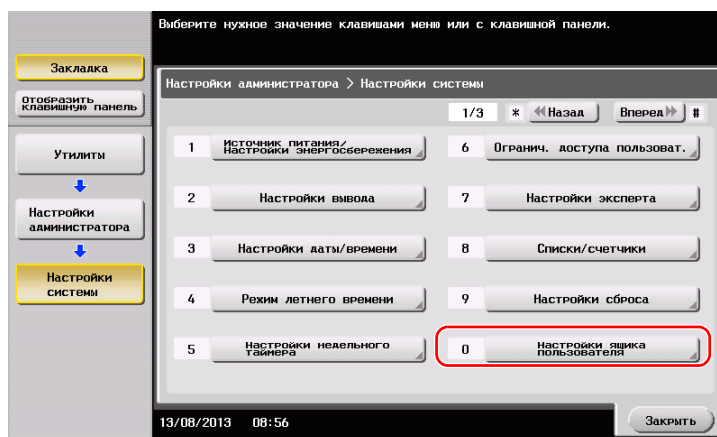 Выберите нужное значение клавишами меню или с клавишной панели.
Закладка
Отобразить
клавишную панель
Утилиты
Настройки
администратора
Настройки
системы
Настройки администратора > Настройки системы
1/3 * Назад Вперед #
1 Источник питания/
Настройки энергосбережения
6 Огранич. доступа пользоват.
2 Настройки вывода
7 Настройки эксперта
3 Настройки даты/времени
8 Списки/счетчики
4 Режим летнего времени
9 Настройки сброса
5 Настройки недельного
таймера
0 Настройки ящика
пользователя
13/08/2013 08:56
Закрыть